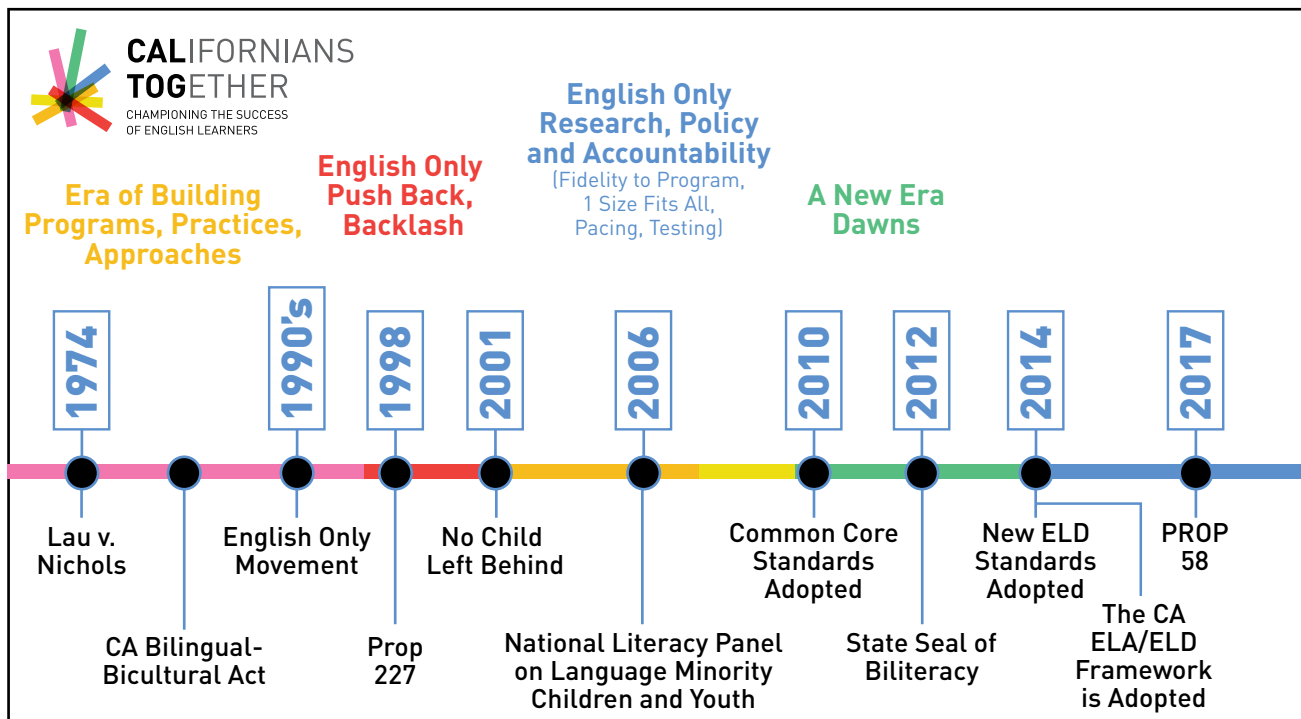 CALIFORNIANS
TOGETHER
CHAMPIONING THE SUCCESS
OF ENGLISH LEARNERS
Era of Building
Programs, Practices,
Approaches
English Only
Push Back,
Backlash
English Only
Research, Policy
and Accountability
(Fidelity to Program,
1 Size Fits All,
Pacing, Testing)
A New Era
Dawns
1974
1990's
1998
2001
2006
2010
2012
2014
2017
Lau v.
Nichols
CA Bilingual-
Bicultural Act
English Only
Movement
Prop
227
No Child
Left Behind
National Literacy Panel
on Language Minority
Children and Youth
Common Core
Standards
Adopted
State Seal of
Biliteracy
New ELD
Standards
Adopted
The CA
ELA/ELD
Framework
is Adopted
PROP
58